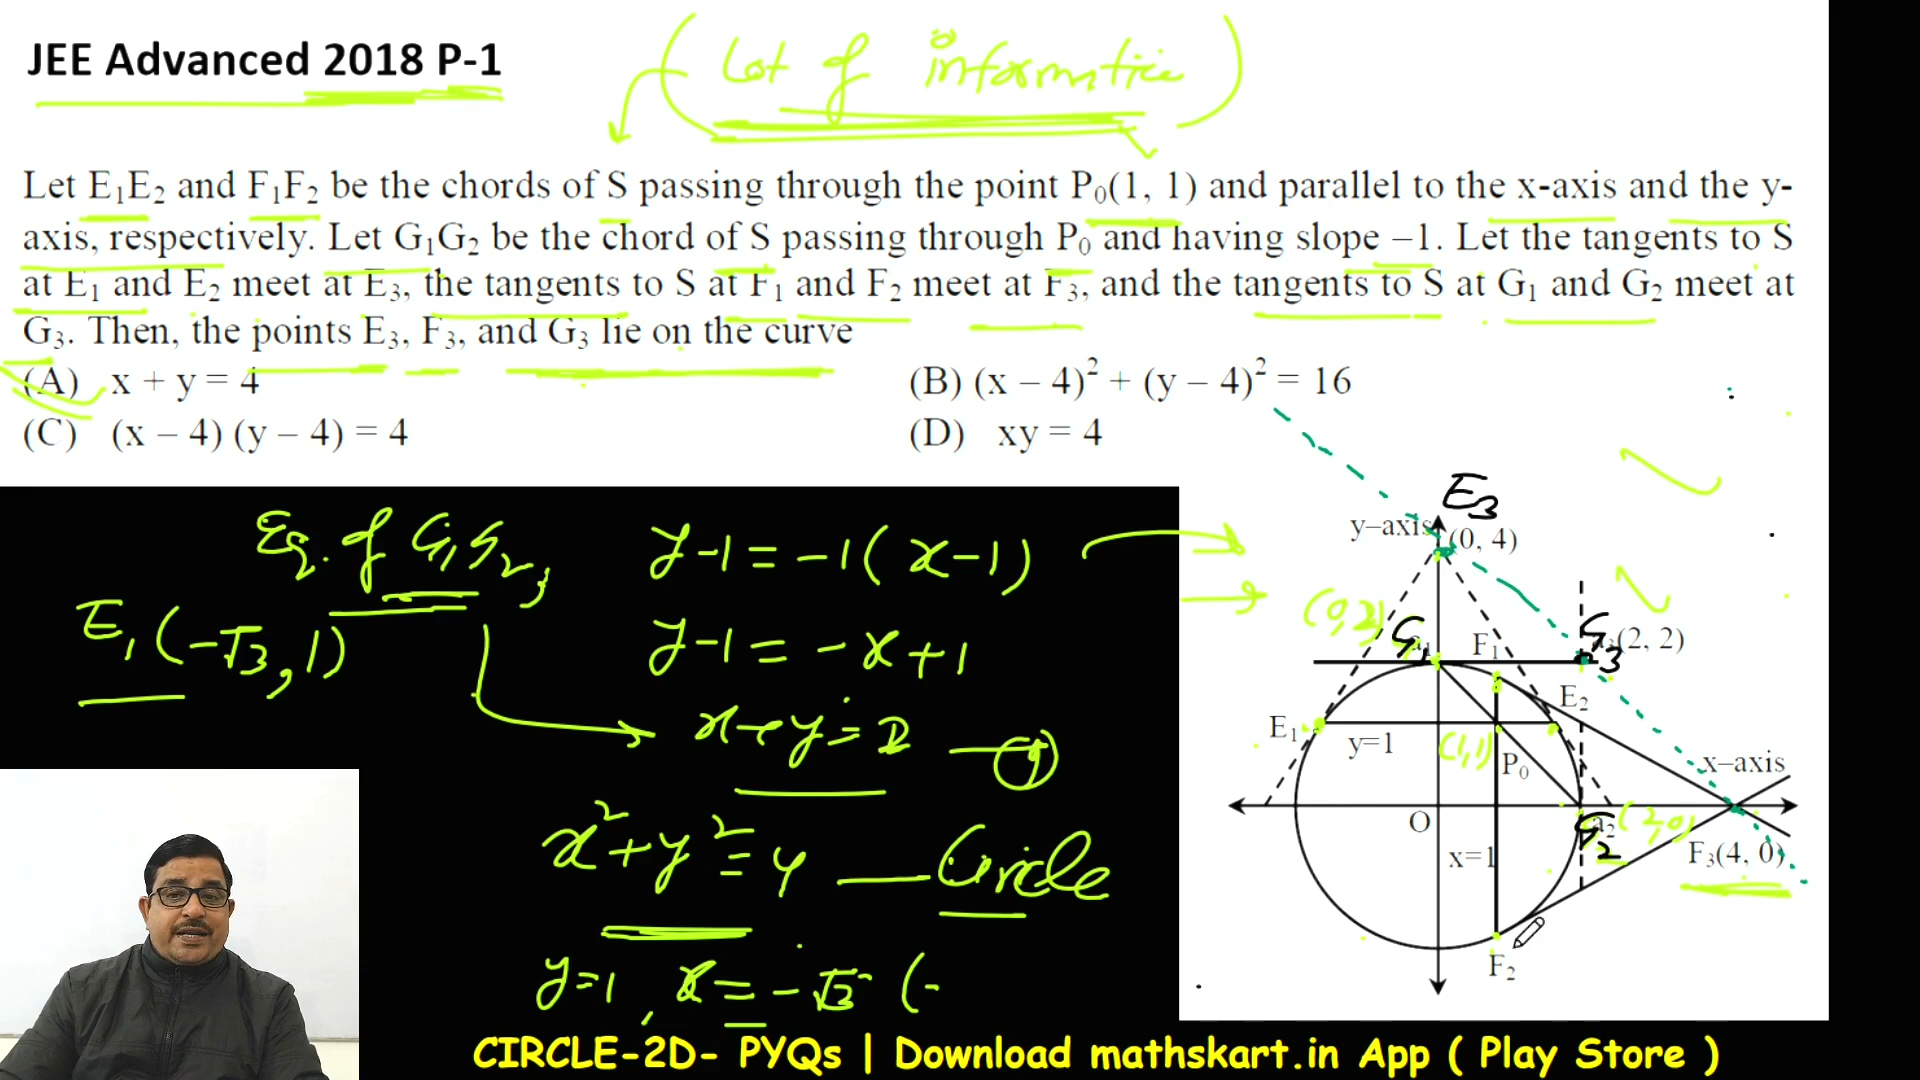 JEE Advanced 2018 P-1
(Lot of information)
Let E₁E₂ and F₁F₂ be the chords of S passing through the point P₀(1, 1) and parallel to the x-axis and the y-
axis, respectively. Let G₁G₂ be the chord of S passing through P₀ and having slope −1. Let the tangents to S
at E₁ and E₂ meet at E₃, the tangents to S at F₁ and F₂ meet at F₃, and the tangents to S at G₁ and G₂ meet at
G₃. Then, the points E₃, F₃, and G₃ lie on the curve
(A) x + y = 4
(B) (x − 4)² + (y − 4)² = 16
(C) (x − 4) (y − 4) = 4
(D) xy = 4
Eq. of G₁G₂,
E₁(-√3, 1)
y-1 = -1(x-1)
y-1 = -x+1
x+y=2 — ①
x²+y²=4 — Circle
y=1, x = -√3 (-
E₃
y–axis
(0, 4)
(0,2)
G₁
F₁
G₃
(2, 2)
E₂
E₁
y=1
(1,1)
P₀
x–axis
O
G₂
(2,0)
x=1
F₃(4, 0)
F₂
CIRCLE-2D- PYQs | Download mathskart.in App ( Play Store )